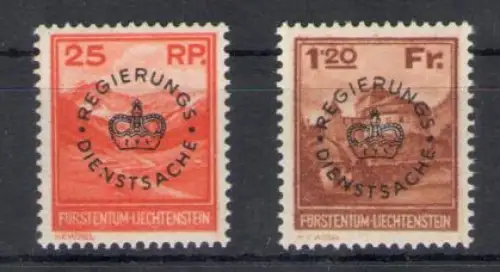 25 RP.
REGIERUNGS
DIENSTSACHE
FÜRSTENTUM·LIECHTENSTEIN
1·20 Fr.
REGIERUNGS
DIENSTSACHE
FÜRSTENTUM·LIECHTENSTEIN